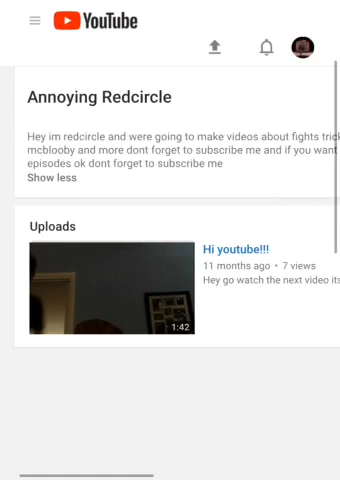 YouTube
Annoying Redcircle
Hey im redcircle and were going to make videos about fights
mcblooby and more dont forget to subscribe me and if you want
episodes ok dont forget to subscribe me
Show less
Uploads
Hi youtube!!!
11 months ago • 7 views
Hey go watch the next video its
1:42